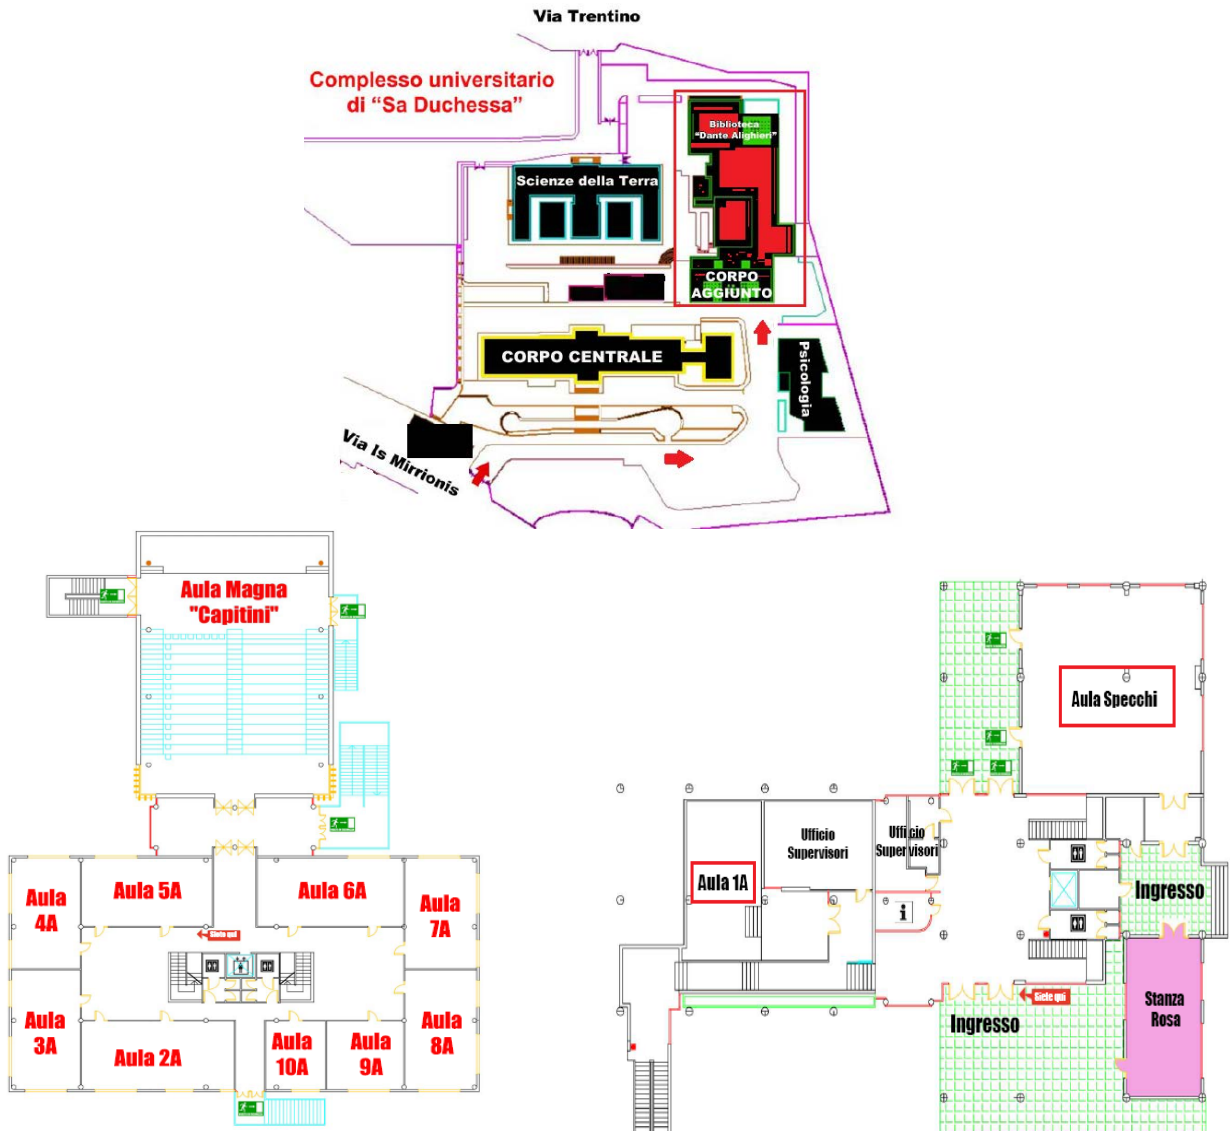 Via Trentino
Complesso universitario
di “Sa Duchessa”
Biblioteca
“Dante Alighieri”
Scienze della Terra
CORPO
AGGIUNTO
CORPO CENTRALE
Psicologia
Via Is Mirrionis
Aula Magna
"Capitini"
Aula
4A
Aula 5A
Aula 6A
Aula
7A
Siete qui
Aula
3A
Aula 2A
Aula
10A
Aula
9A
Aula
8A
Aula Specchi
Ufficio
Supervisori
Ufficio
Supervisori
Aula 1A
i
Ingresso
Siete qui
Ingresso
Stanza
Rosa